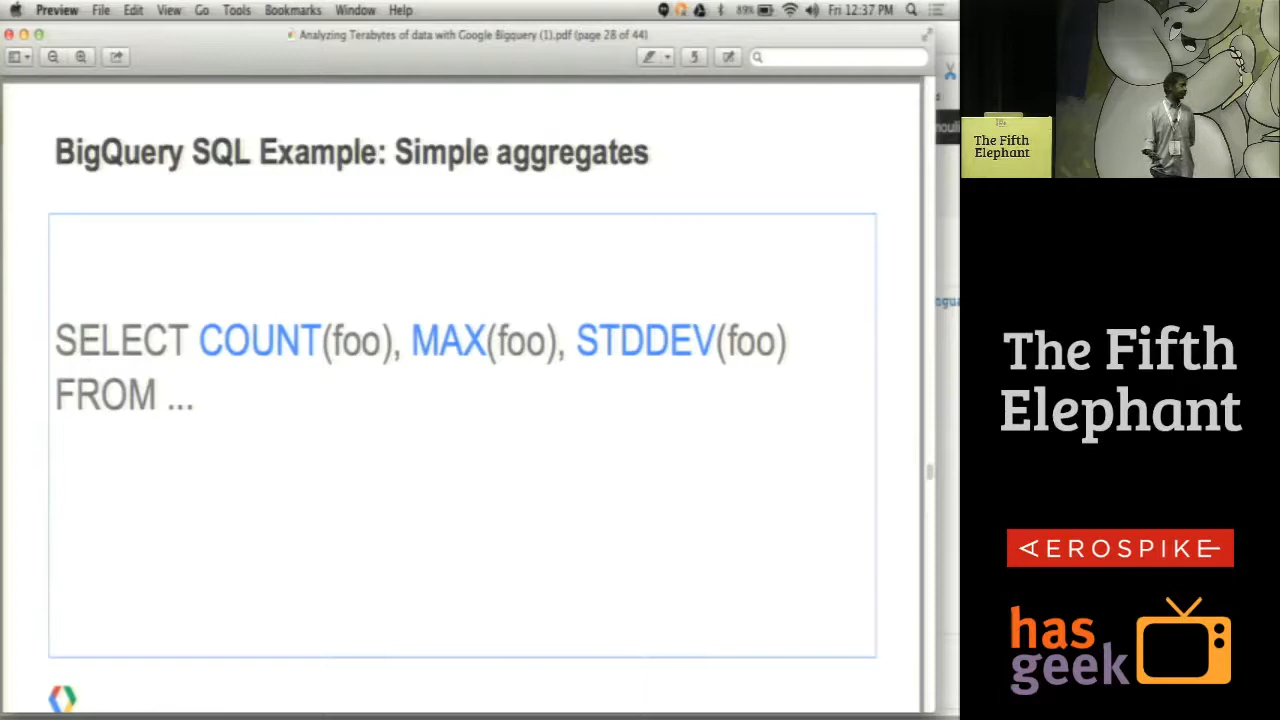 Preview File Edit View Go Tools Bookmarks Window Help
89% Fri 12:37 PM
Analyzing Terabytes of data with Google Bigquery (1).pdf (page 28 of 44)
BigQuery SQL Example: Simple aggregates
SELECT COUNT(foo), MAX(foo), STDDEV(foo)
FROM ...
The Fifth
Elephant
The Fifth
Elephant
AEROSPIKE
has
geek